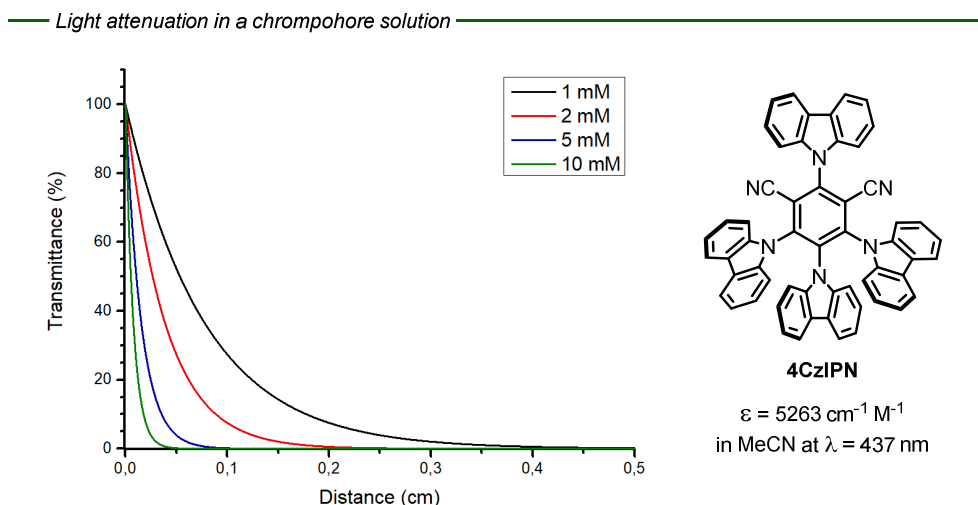 Light attenuation in a chrompohore solution
Transmittance (%)
100
80
60
40
20
0
0,0
0,1
0,2
0,3
0,4
0,5
Distance (cm)
1 mM
2 mM
5 mM
10 mM
N
NC
CN
N
N
N
4CzIPN
ε = 5263 cm⁻¹ M⁻¹
in MeCN at λ = 437 nm